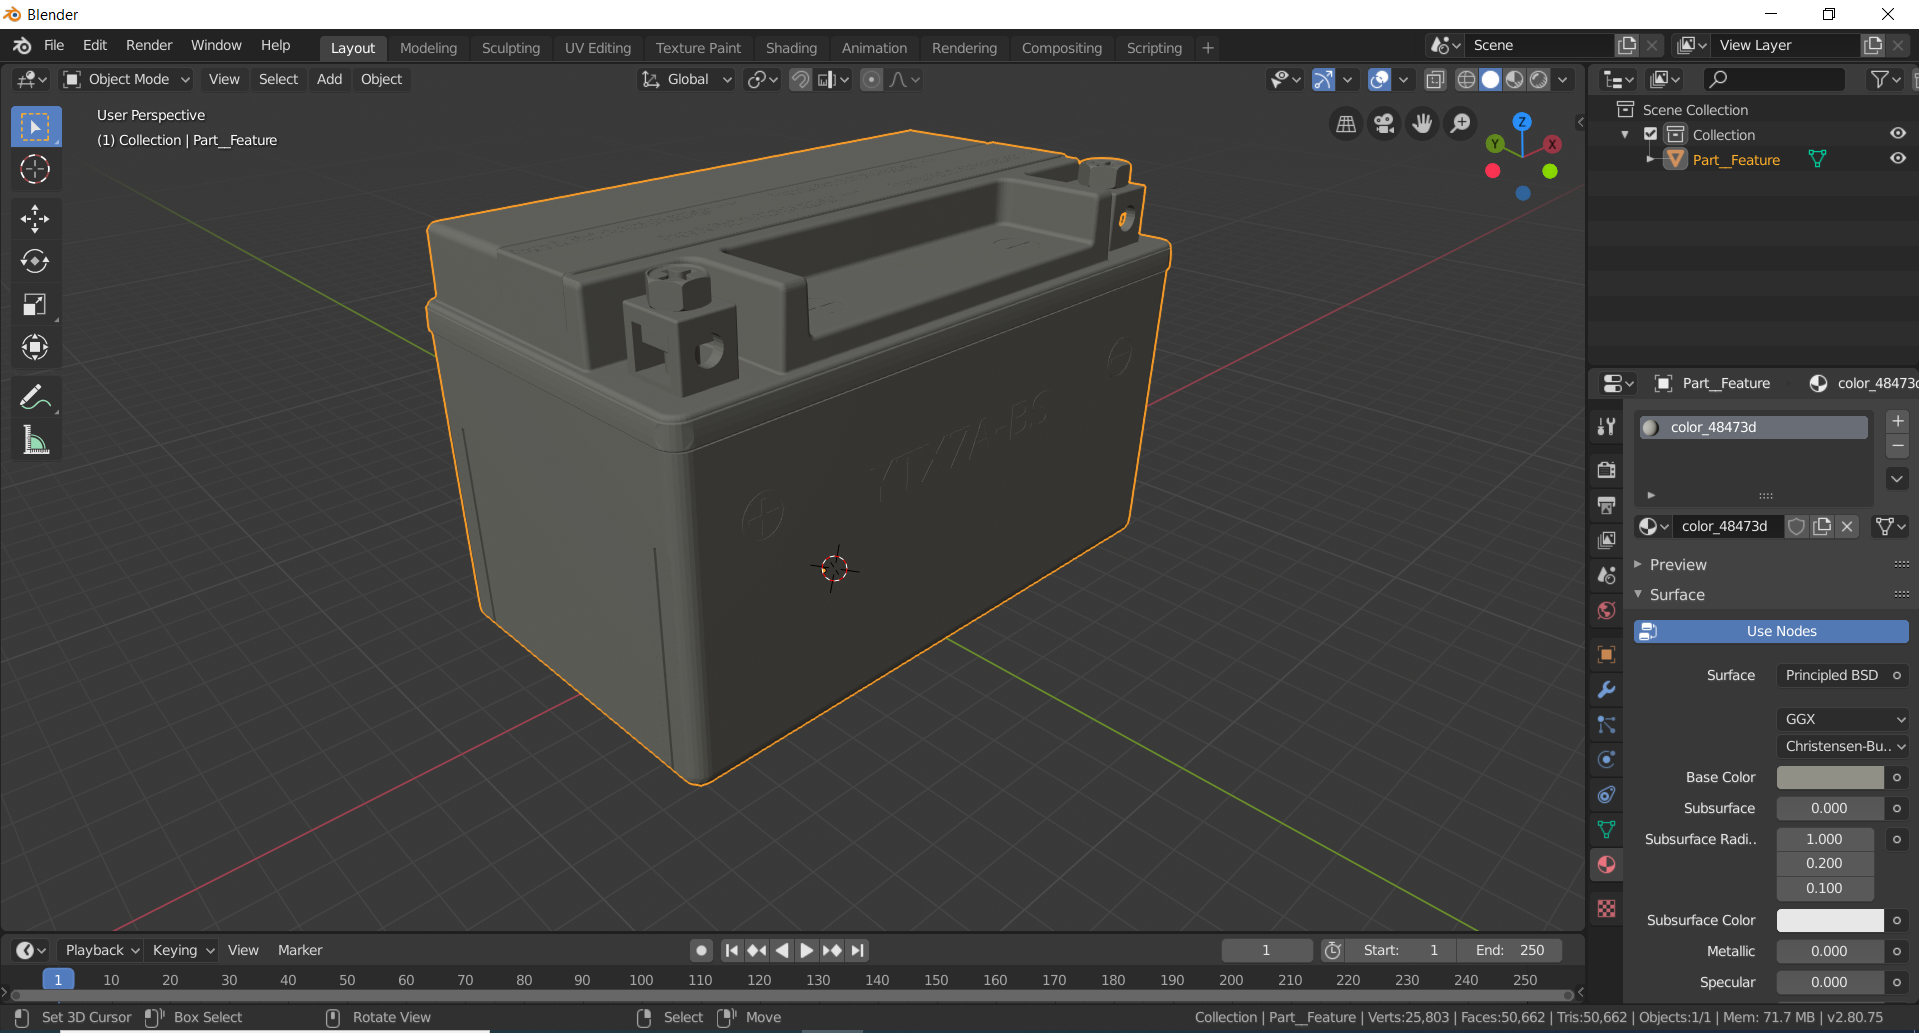 Blender
File Edit Render Window Help Layout Modeling Sculpting UV Editing Texture Paint Shading Animation Rendering Compositing Scripting + Scene View Layer
Object Mode View Select Add Object Global
User Perspective
(1) Collection | Part__Feature
Z
Y X
Scene Collection
Collection
Part__Feature
Part__Feature color_48473d
color_48473d
color_48473d
Preview
Surface
Use Nodes
Surface Principled BSD
GGX
Christensen-Bu..
Base Color
Subsurface 0.000
Subsurface Radi.. 1.000
0.200
0.100
Subsurface Color
Metallic 0.000
Specular 0.000
Playback Keying View Marker 1 Start: 1 End: 250
1 10 20 30 40 50 60 70 80 90 100 110 120 130 140 150 160 170 180 190 200 210 220 230 240 250
Set 3D Cursor Box Select Rotate View Select Move Collection | Part__Feature | Verts:25,803 | Faces:50,662 | Tris:50,662 | Objects:1/1 | Mem: 71.7 MB | v2.80.75